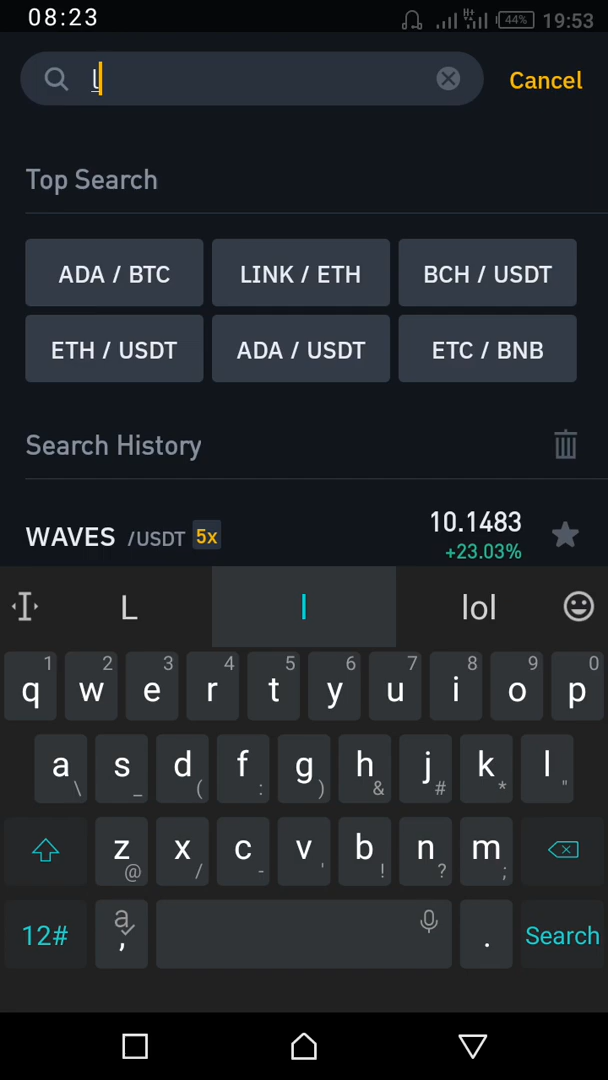 08:23 44% 19:53
l Cancel
Top Search
ADA / BTC LINK / ETH BCH / USDT
ETH / USDT ADA / USDT ETC / BNB
Search History
WAVES /USDT 5x 10.1483
+23.03%
L l lol
1 2 3 4 5 6 7 8 9 0
q w e r t y u i o p
a s d f g h j k l
\ _ ( : ) & # * "
z x c v b n m
@ / - ' ! ? ;
12# a , . Search